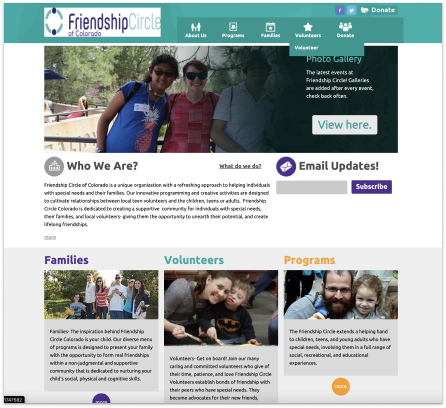 FriendshipCircle
of Colorado
Donate
About Us
Programs
Families
Volunteers
Donate
Volunteer
Photo Gallery
The latest events at
Friendship Circle! Galleries
are added after every event,
check back often.
View here.
Who We Are?
What do we do?
Email Updates!
Subscribe
Friendship Circle of Colorado is a unique organization with a refreshing approach to helping individuals
with special needs and their families. Our innovative programming and creative activities are designed
to cultivate relationships between local teen volunteers and the children, teens or adults. Friendship
Circle of Colorado is dedicated to creating a supportive community for individuals with special needs,
their families, and local volunteers- giving them the opportunity to unearth their potential, and create
lifelong friendships.
more
Families
Volunteers
Programs
Families- The inspiration behind Friendship
Circle of Colorado is your child. Our diverse menu
of programs is designed to present your family
with the opportunity to form real friendships
within a non-judgmental and supportive
community that is dedicated to nurturing your
child's social, physical and cognitive skills.
more
Volunteers- Get on board! Join our many
caring and committed volunteers who give of
their time, patience, and love Friendship Circle
Volunteers establish bonds of friendship with
their peers who have special needs. They
become advocates for their new friends,
The Friendship Circle extends a helping hand
to children, teens, and young adults who have
special needs, involving them in a full range of
social, recreational, and educational
experiences.
more
1747582